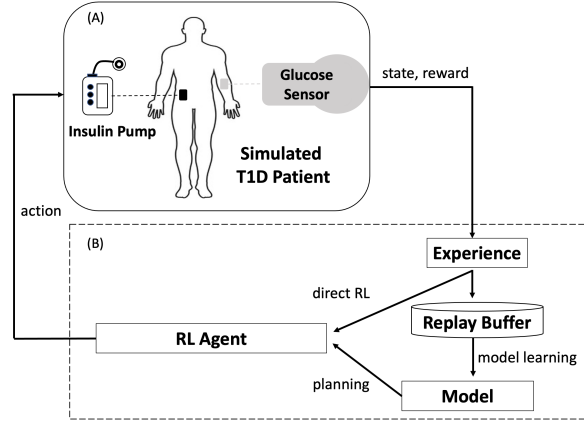 (A)
Glucose
Sensor
state, reward
Insulin Pump
Simulated
T1D Patient
action
(B)
Experience
direct RL
Replay Buffer
RL Agent
model learning
planning
Model